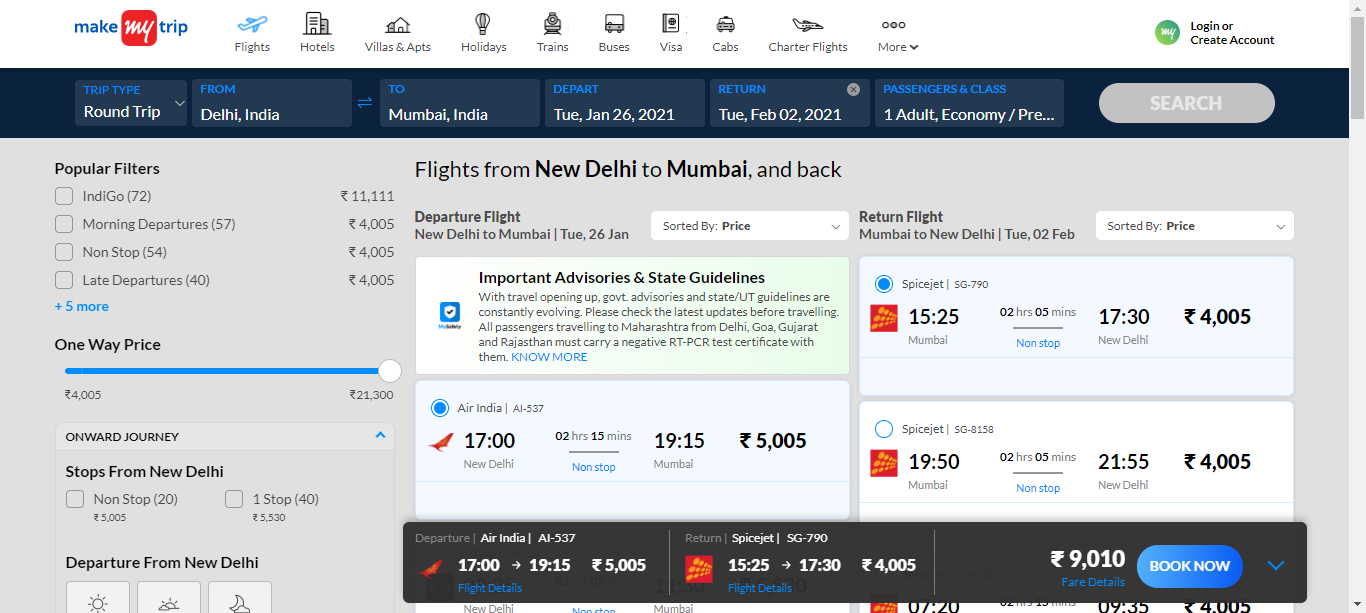 make my trip
Flights
Hotels
Villas & Apts
Holidays
Trains
Buses
Visa
Cabs
Charter Flights
More
my
Login or
Create Account
TRIP TYPE
Round Trip
FROM
Delhi, India
TO
Mumbai, India
DEPART
Tue, Jan 26, 2021
RETURN
Tue, Feb 02, 2021
PASSENGERS & CLASS
1 Adult, Economy / Pre...
SEARCH
Popular Filters
IndiGo (72) ₹ 11,111
Morning Departures (57) ₹ 4,005
Non Stop (54) ₹ 4,005
Late Departures (40) ₹ 4,005
+ 5 more
One Way Price
₹4,005 ₹21,300
ONWARD JOURNEY
Stops From New Delhi
Non Stop (20) 1 Stop (40)
₹ 5,005 ₹ 5,530
Departure From New Delhi
Flights from New Delhi to Mumbai, and back
Departure Flight
New Delhi to Mumbai | Tue, 26 Jan
Sorted By: Price
Important Advisories & State Guidelines
MySafety
With travel opening up, govt. advisories and state/UT guidelines are
constantly evolving. Please check the latest updates before travelling.
All passengers travelling to Maharashtra from Delhi, Goa, Gujarat
and Rajasthan must carry a negative RT-PCR test certificate with
them. KNOW MORE
Air India | AI-537
17:00 02 hrs 15 mins 19:15 ₹ 5,005
New Delhi Non stop Mumbai
Return Flight
Mumbai to New Delhi | Tue, 02 Feb
Sorted By: Price
Spicejet | SG-790
15:25 02 hrs 05 mins 17:30 ₹ 4,005
Mumbai Non stop New Delhi
Spicejet | SG-8158
19:50 02 hrs 05 mins 21:55 ₹ 4,005
Mumbai Non stop New Delhi
Departure | Air India | AI-537
17:00 → 19:15 ₹ 5,005
Flight Details
Return | Spicejet | SG-790
15:25 → 17:30 ₹ 4,005
Flight Details
₹ 9,010
Fare Details
BOOK NOW
New Delhi Non stop Mumbai
07:20 02 hrs 15 mins 09:35 ₹ 4,005